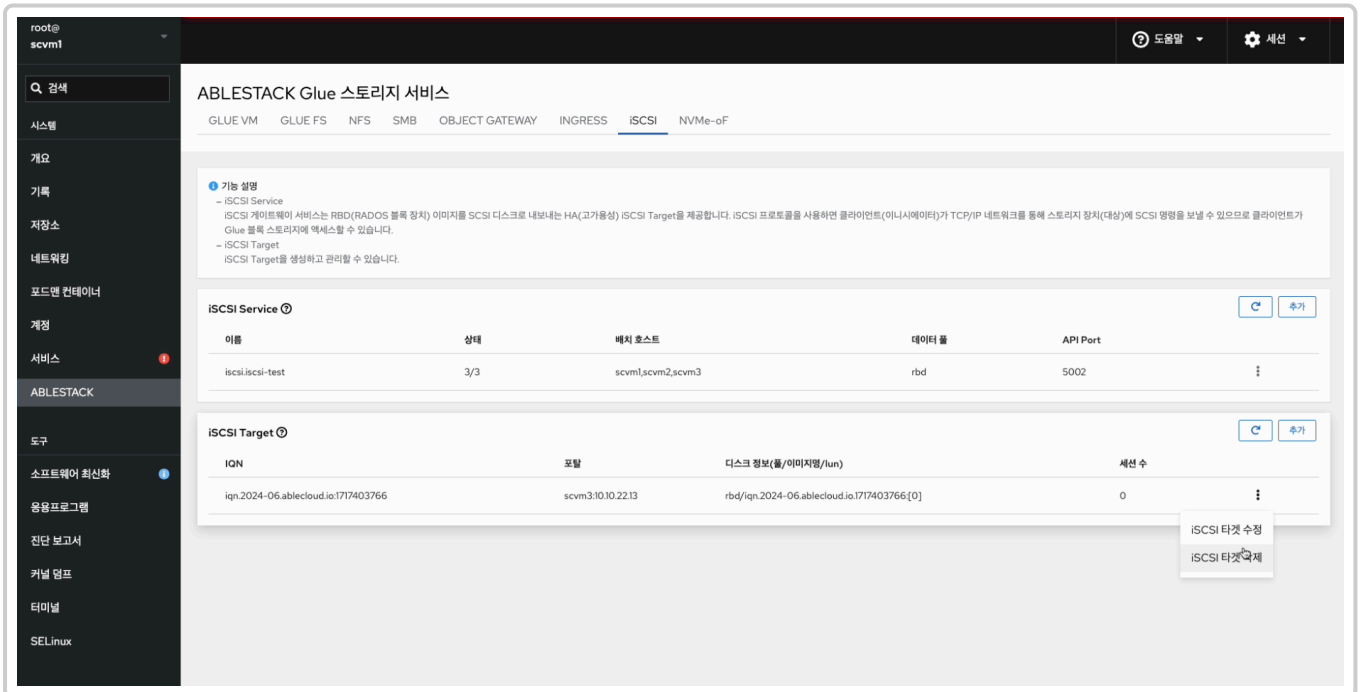 root@
scvm1
도움말
세션
검색
시스템
개요
기록
저장소
네트워킹
포드맨 컨테이너
계정
서비스
ABLESTACK
도구
소프트웨어 최신화
응용프로그램
진단 보고서
커널 덤프
터미널
SELinux
ABLESTACK Glue 스토리지 서비스
GLUE VM GLUE FS NFS SMB OBJECT GATEWAY INGRESS iSCSI NVMe-oF
기능 설명
– iSCSI Service
iSCSI 게이트웨이 서비스는 RBD(RADOS 블록 장치) 이미지를 SCSI 디스크로 내보내는 HA(고가용성) iSCSI Target을 제공합니다. iSCSI 프로토콜을 사용하면 클라이언트(이니시에이터)가 TCP/IP 네트워크를 통해 스토리지 장치(대상)에 SCSI 명령을 보낼 수 있으므로 클라이언트가
Glue 블록 스토리지에 액세스할 수 있습니다.
– iSCSI Target
iSCSI Target을 생성하고 관리할 수 있습니다.
iSCSI Service
추가
이름 상태 배치 호스트 데이터 풀 API Port
iscsi.iscsi-test 3/3 scvm1,scvm2,scvm3 rbd 5002
iSCSI Target
추가
IQN 포탈 디스크 정보(풀/이미지명/lun) 세션 수
iqn.2024-06.ablecloud.io:1717403766 scvm3:10.10.22.13 rbd/iqn.2024-06.ablecloud.io.1717403766:[0] 0
iSCSI 타겟 수정
iSCSI 타겟